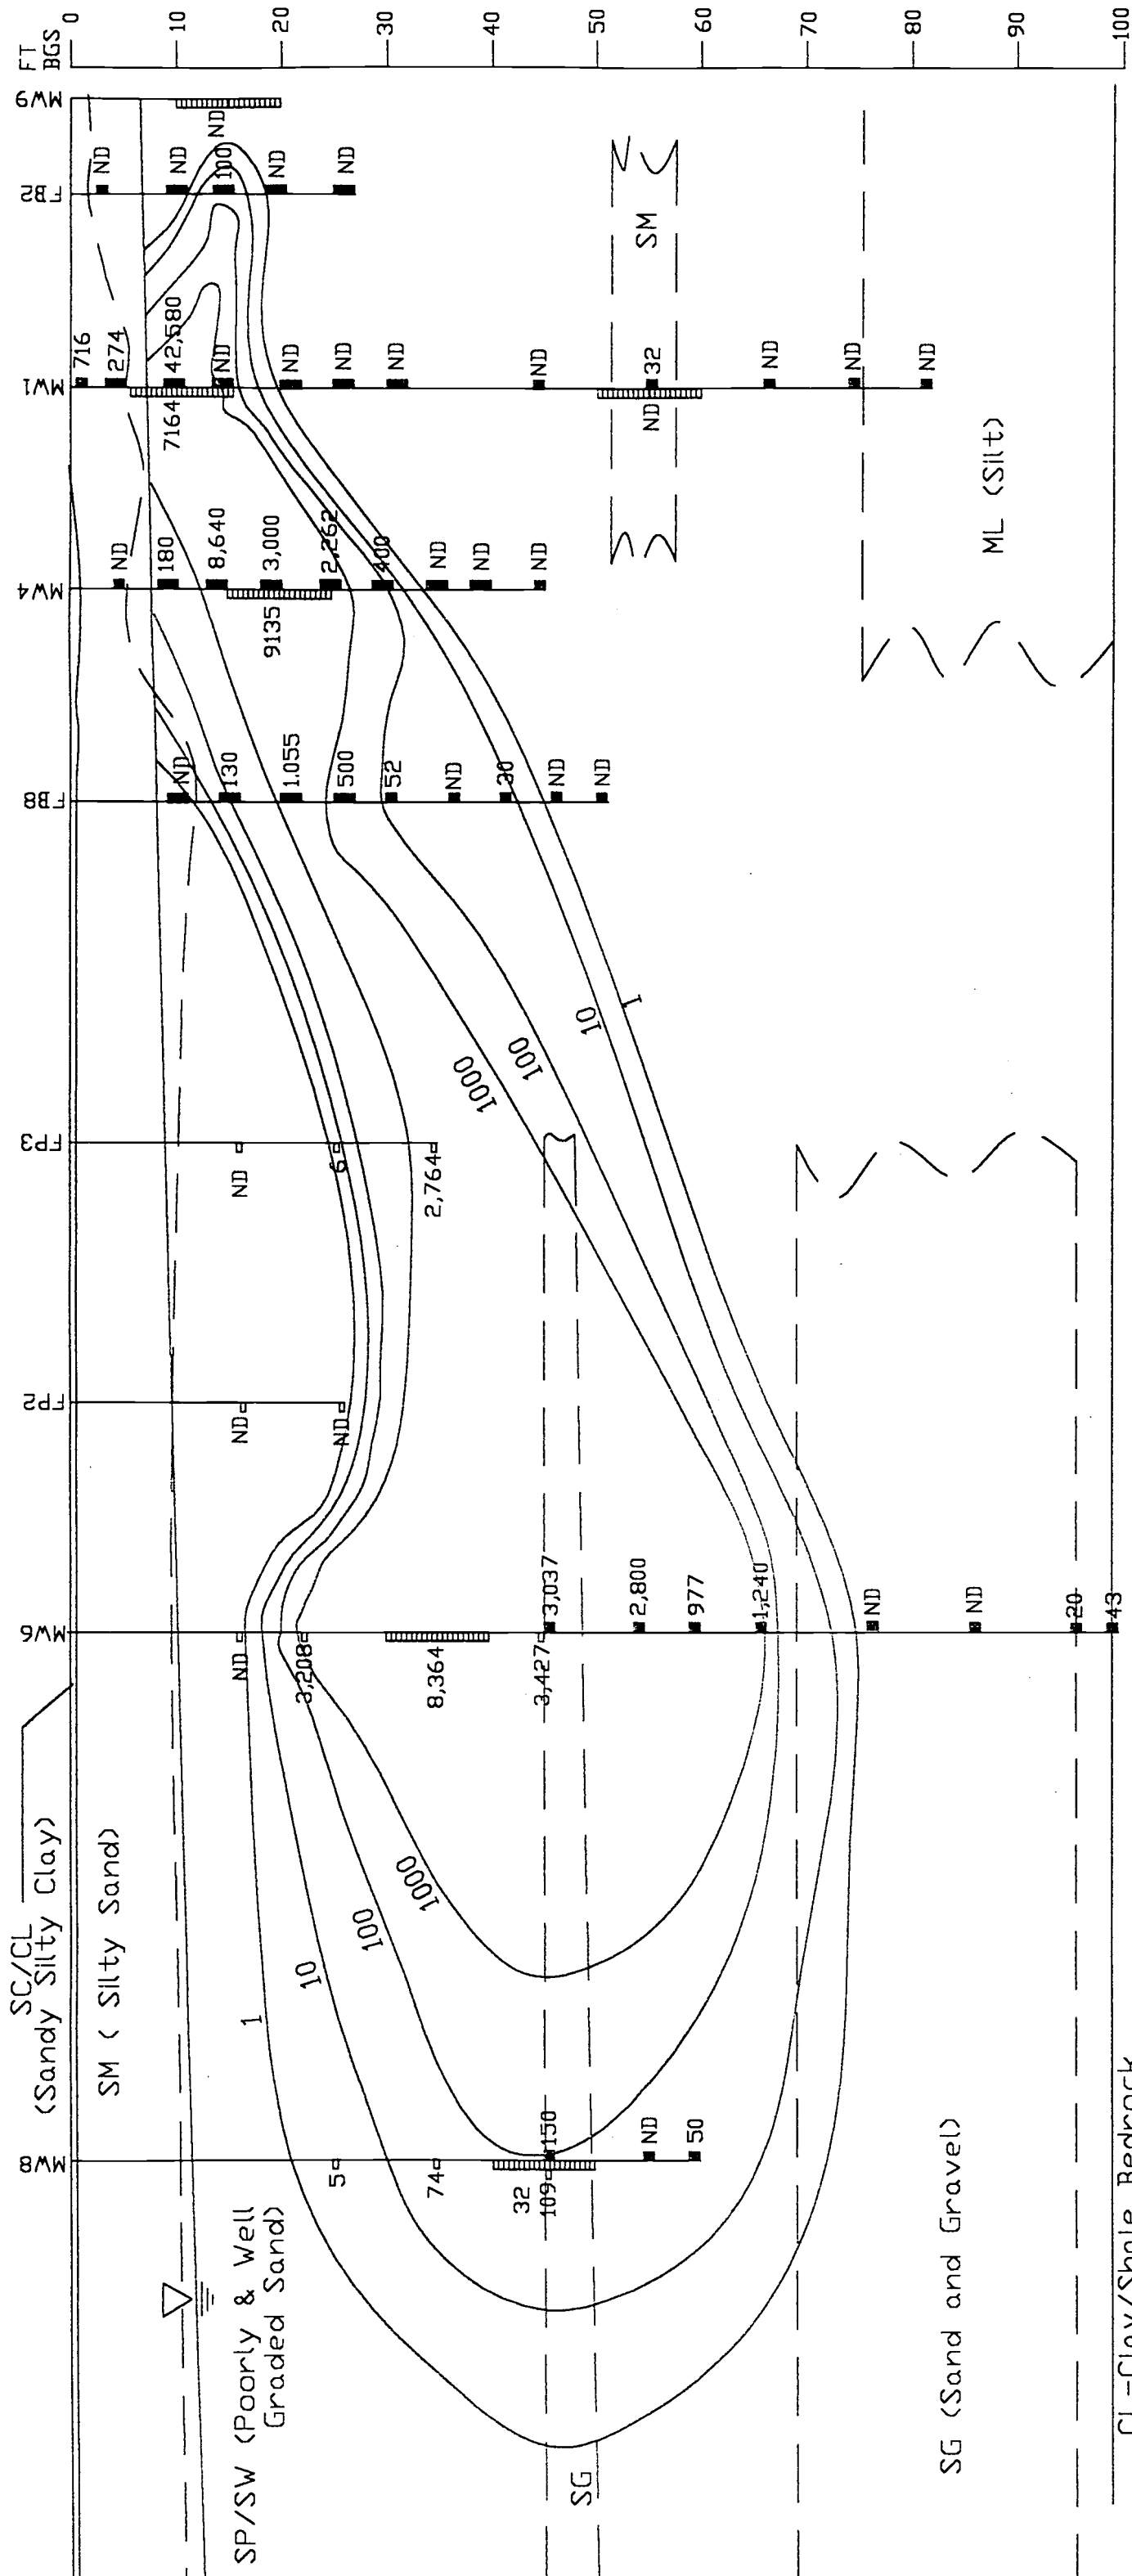 FT
BGS
0
10
20
30
40
50
60
70
80
90
100
MW8
MW6
FP2
FP3
FB8
MW4
MW1
FB2
MW9
SC/CL
(Sandy Silty Clay)
SM ( Silty Sand)
SP/SW (Poorly & Well
Graded Sand)
SG
SG (Sand and Gravel)
CL-Clay/Shale Bedrock
ML (Silt)
SM
1
10
100
1000
1000
100
10
1
5
74
32
109
150
ND
50
ND
3,208
8,364
3,427
3,037
2,800
977
1,240
ND
ND
20
43
ND
ND
ND
6
2,764
ND
130
1.055
500
52
ND
30
ND
ND
ND
180
8,640
3,000
2,262
400
ND
ND
ND
9135
716
274
42,580
ND
ND
ND
ND
ND
32
ND
ND
ND
7164
ND
ND
ND
100
ND
ND
ND